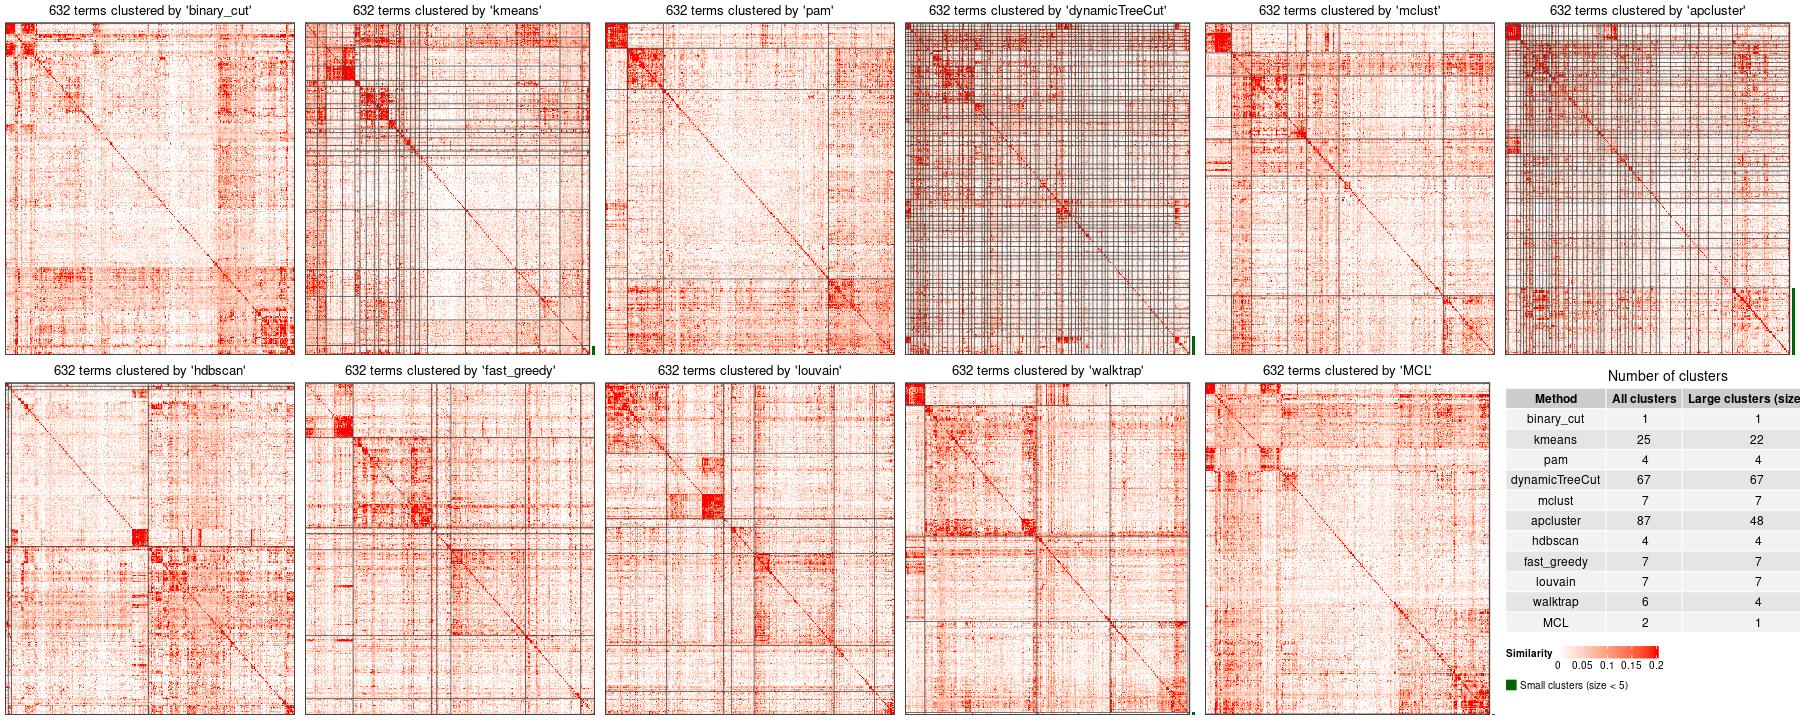 632 terms clustered by 'binary_cut'
632 terms clustered by 'kmeans'
632 terms clustered by 'pam'
632 terms clustered by 'dynamicTreeCut'
632 terms clustered by 'mclust'
632 terms clustered by 'apcluster'
632 terms clustered by 'hdbscan'
632 terms clustered by 'fast_greedy'
632 terms clustered by 'louvain'
632 terms clustered by 'walktrap'
632 terms clustered by 'MCL'
Number of clusters
Method All clusters Large clusters (size
binary_cut 1 1
kmeans 25 22
pam 4 4
dynamicTreeCut 67 67
mclust 7 7
apcluster 87 48
hdbscan 4 4
fast_greedy 7 7
louvain 7 7
walktrap 6 4
MCL 2 1
Similarity
0 0.05 0.1 0.15 0.2
Small clusters (size < 5)